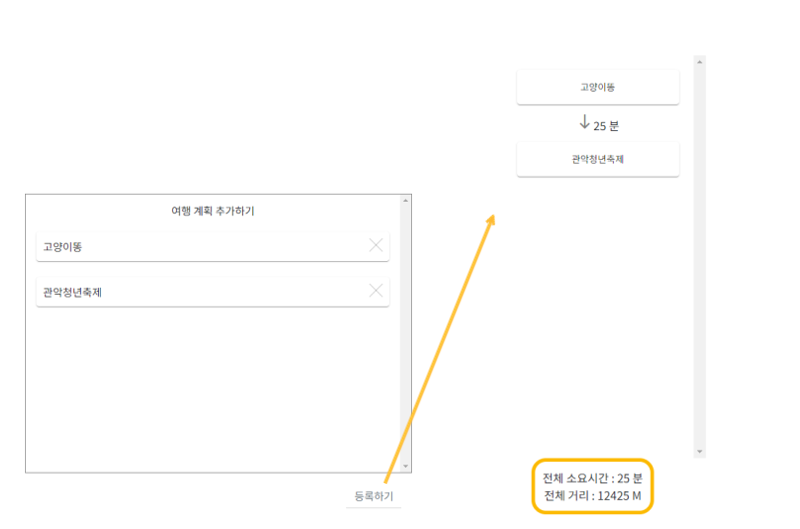 여행 계획 추가하기
고양이똥
관악청년축제
등록하기
고양이똥
25 분
관악청년축제
전체 소요시간 : 25 분
전체 거리 : 12425 M